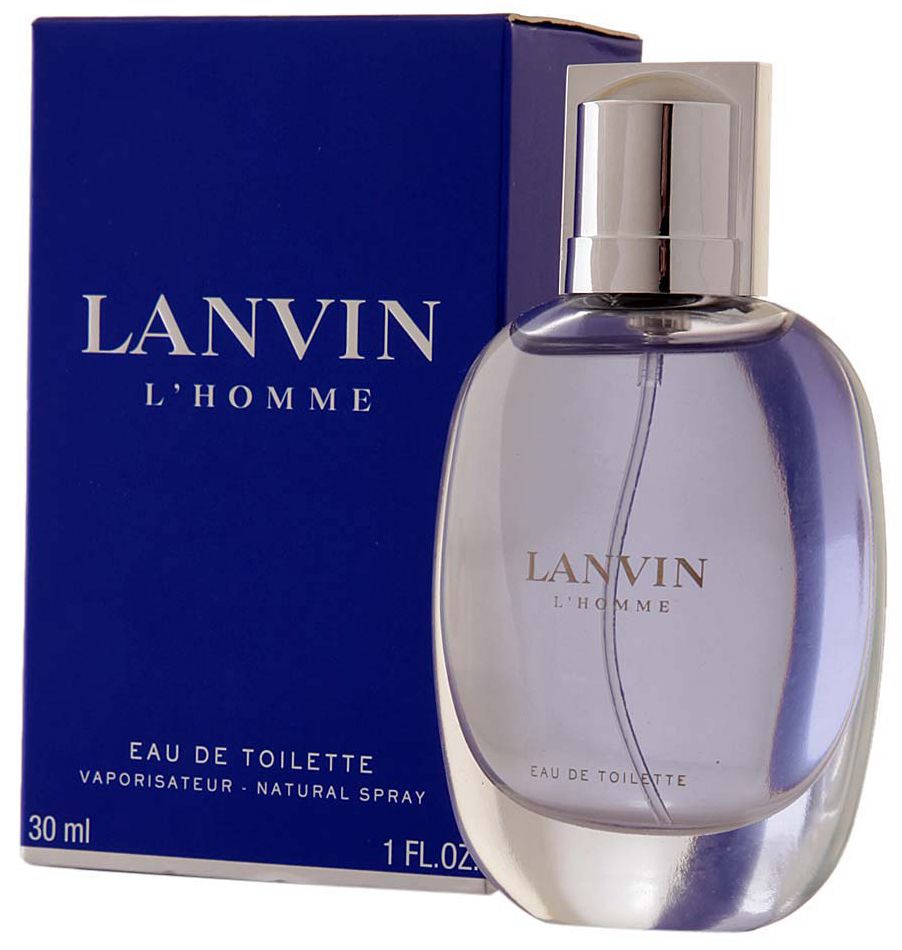 LANVIN
L'HOMME
EAU DE TOILETTE
VAPORISATEUR - NATURAL SPRAY
30 ml
1 FL.OZ.
LANVIN
L'HOMME
EAU DE TOILETTE